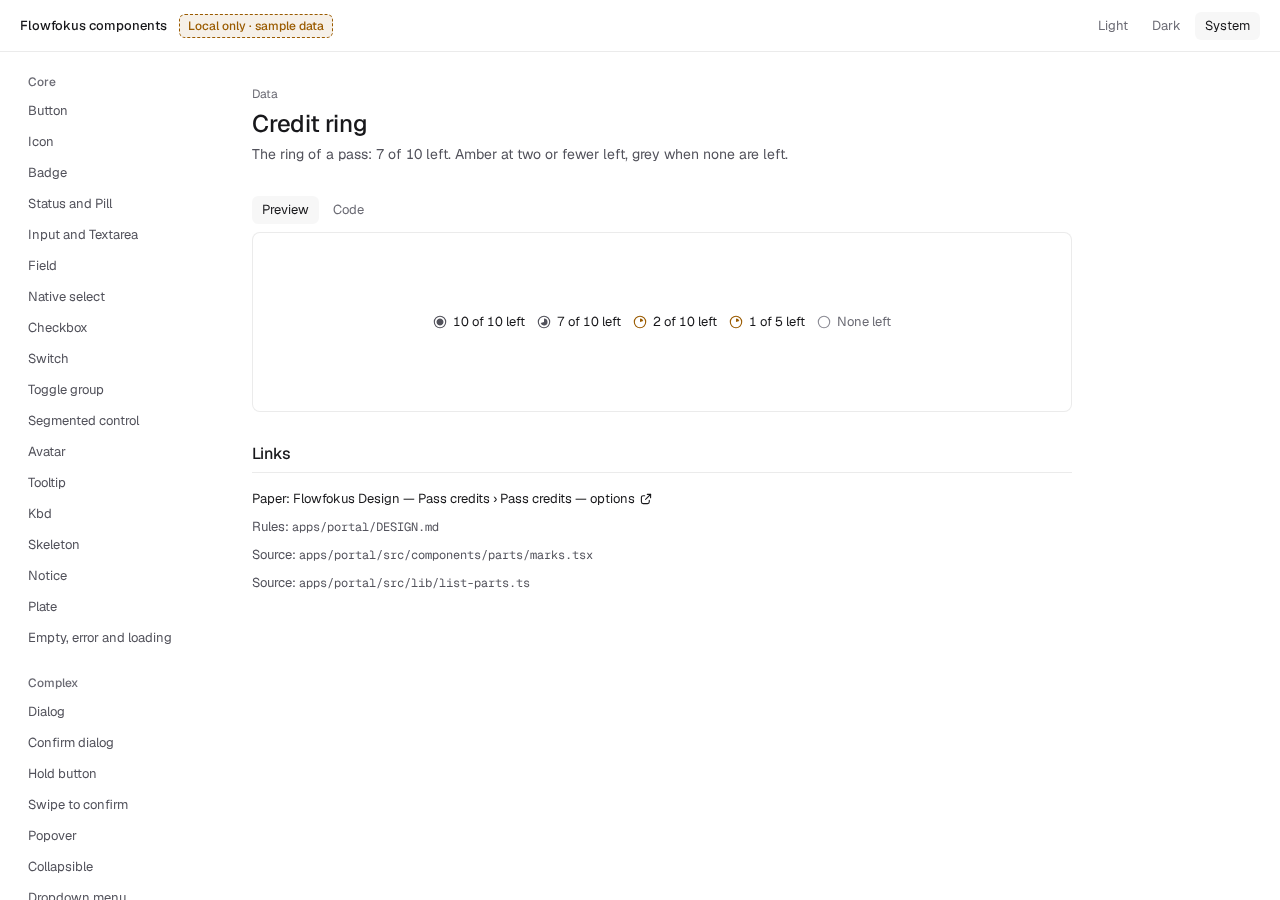 Flowfokus components
Local only · sample data
Light
Dark
System
Core
Button
Icon
Badge
Status and Pill
Input and Textarea
Field
Native select
Checkbox
Switch
Toggle group
Segmented control
Avatar
Tooltip
Kbd
Skeleton
Notice
Plate
Empty, error and loading
Complex
Dialog
Confirm dialog
Hold button
Swipe to confirm
Popover
Collapsible
Dropdown menu
Data
Credit ring
The ring of a pass: 7 of 10 left. Amber at two or fewer left, grey when none are left.
Preview
Code
10 of 10 left
7 of 10 left
2 of 10 left
1 of 5 left
None left
Links
Paper: Flowfokus Design — Pass credits › Pass credits — options
Rules: apps/portal/DESIGN.md
Source: apps/portal/src/components/parts/marks.tsx
Source: apps/portal/src/lib/list-parts.ts